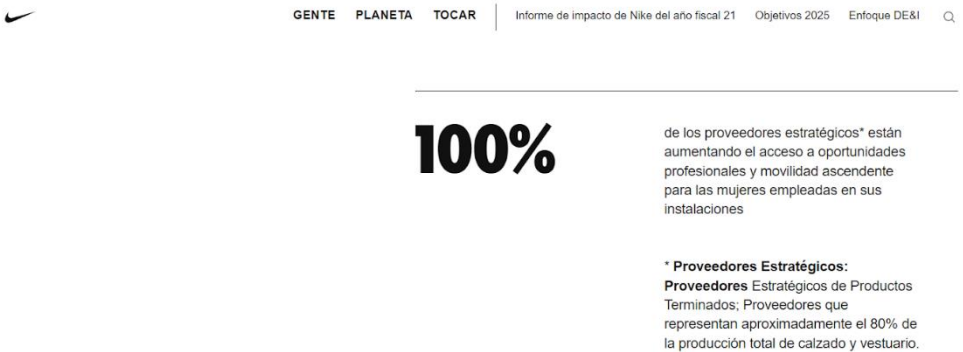 GENTE PLANETA TOCAR Informe de impacto de Nike del año fiscal 21 Objetivos 2025 Enfoque DE&I
100%
de los proveedores estratégicos* están
aumentando el acceso a oportunidades
profesionales y movilidad ascendente
para las mujeres empleadas en sus
instalaciones
* Proveedores Estratégicos:
Proveedores Estratégicos de Productos
Terminados; Proveedores que
representan aproximadamente el 80% de
la producción total de calzado y vestuario.